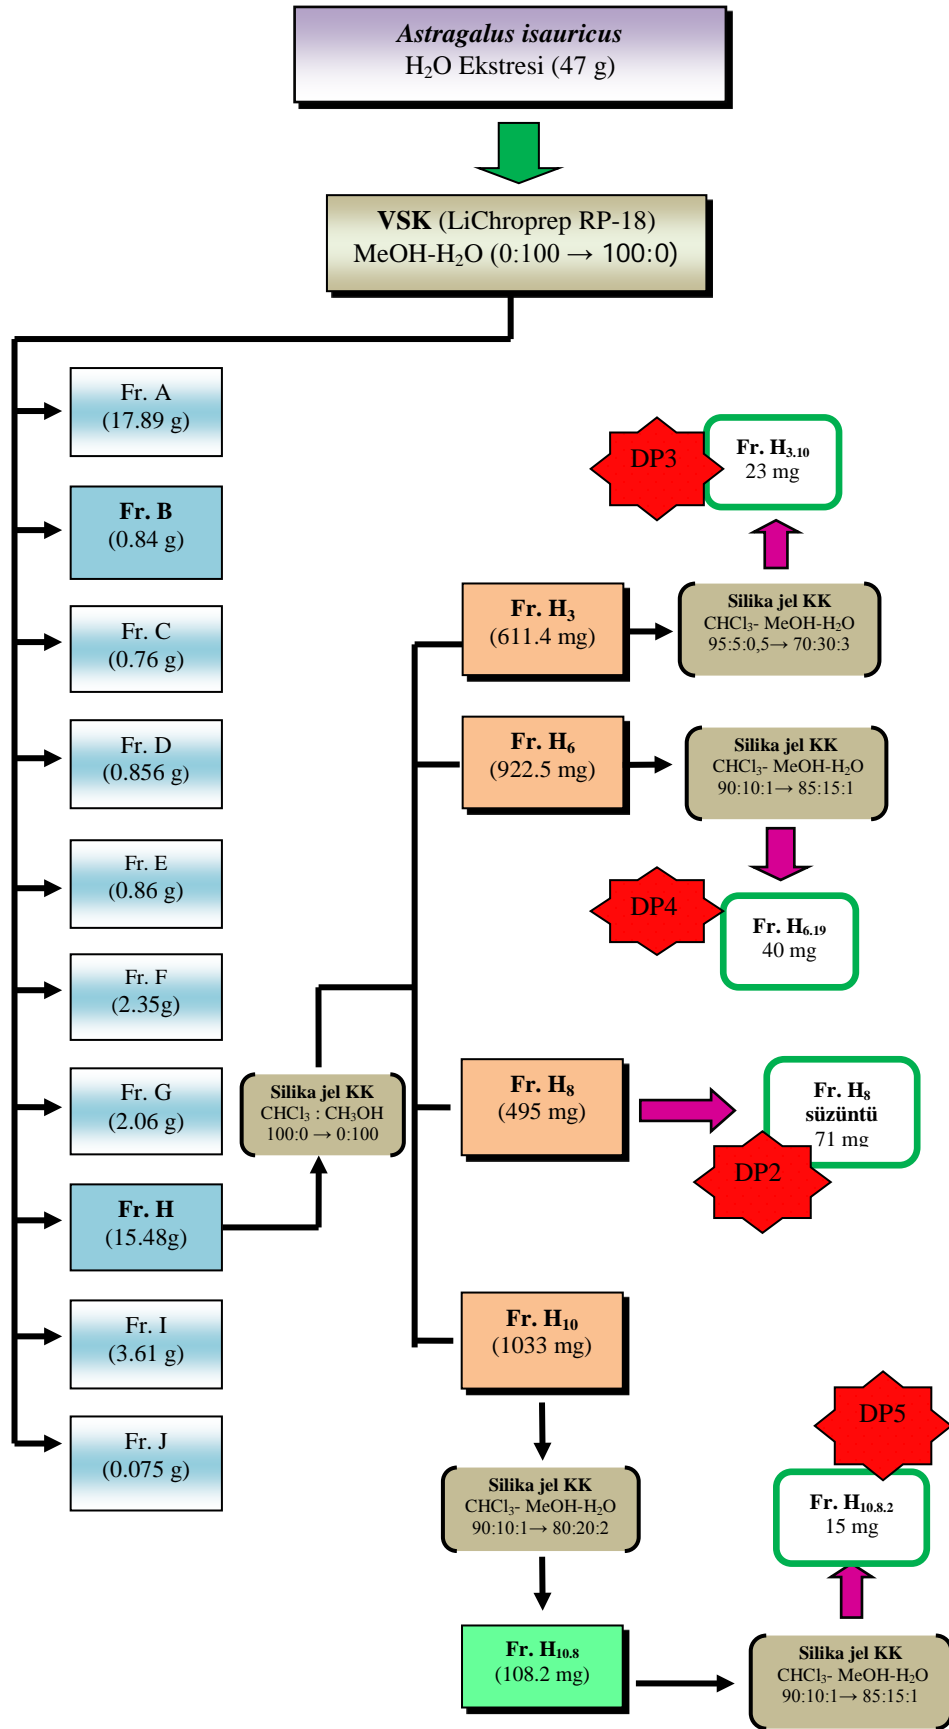 Astragalus isauricus
H₂O Ekstresi (47 g)
VSK (LiChroprep RP-18)
MeOH-H₂O (0:100 → 100:0)
Fr. A
(17.89 g)
Fr. B
(0.84 g)
Fr. C
(0.76 g)
Fr. D
(0.856 g)
Fr. E
(0.86 g)
Fr. F
(2.35g)
Fr. G
(2.06 g)
Fr. H
(15.48g)
Fr. I
(3.61 g)
Fr. J
(0.075 g)
Silika jel KK
CHCl₃ : CH₃OH
100:0 → 0:100
Fr. H₃
(611.4 mg)
Silika jel KK
CHCl₃- MeOH-H₂O
95:5:0,5→ 70:30:3
DP3
Fr. H₃.₁₀
23 mg
Fr. H₆
(922.5 mg)
Silika jel KK
CHCl₃- MeOH-H₂O
90:10:1→ 85:15:1
DP4
Fr. H₆.₁₉
40 mg
Fr. H₈
(495 mg)
Fr. H₈
süzüntü
71 mg
DP2
Fr. H₁₀
(1033 mg)
Silika jel KK
CHCl₃- MeOH-H₂O
90:10:1→ 80:20:2
Fr. H₁₀.₈
(108.2 mg)
Silika jel KK
CHCl₃- MeOH-H₂O
90:10:1→ 85:15:1
DP5
Fr. H₁₀.₈.₂
15 mg